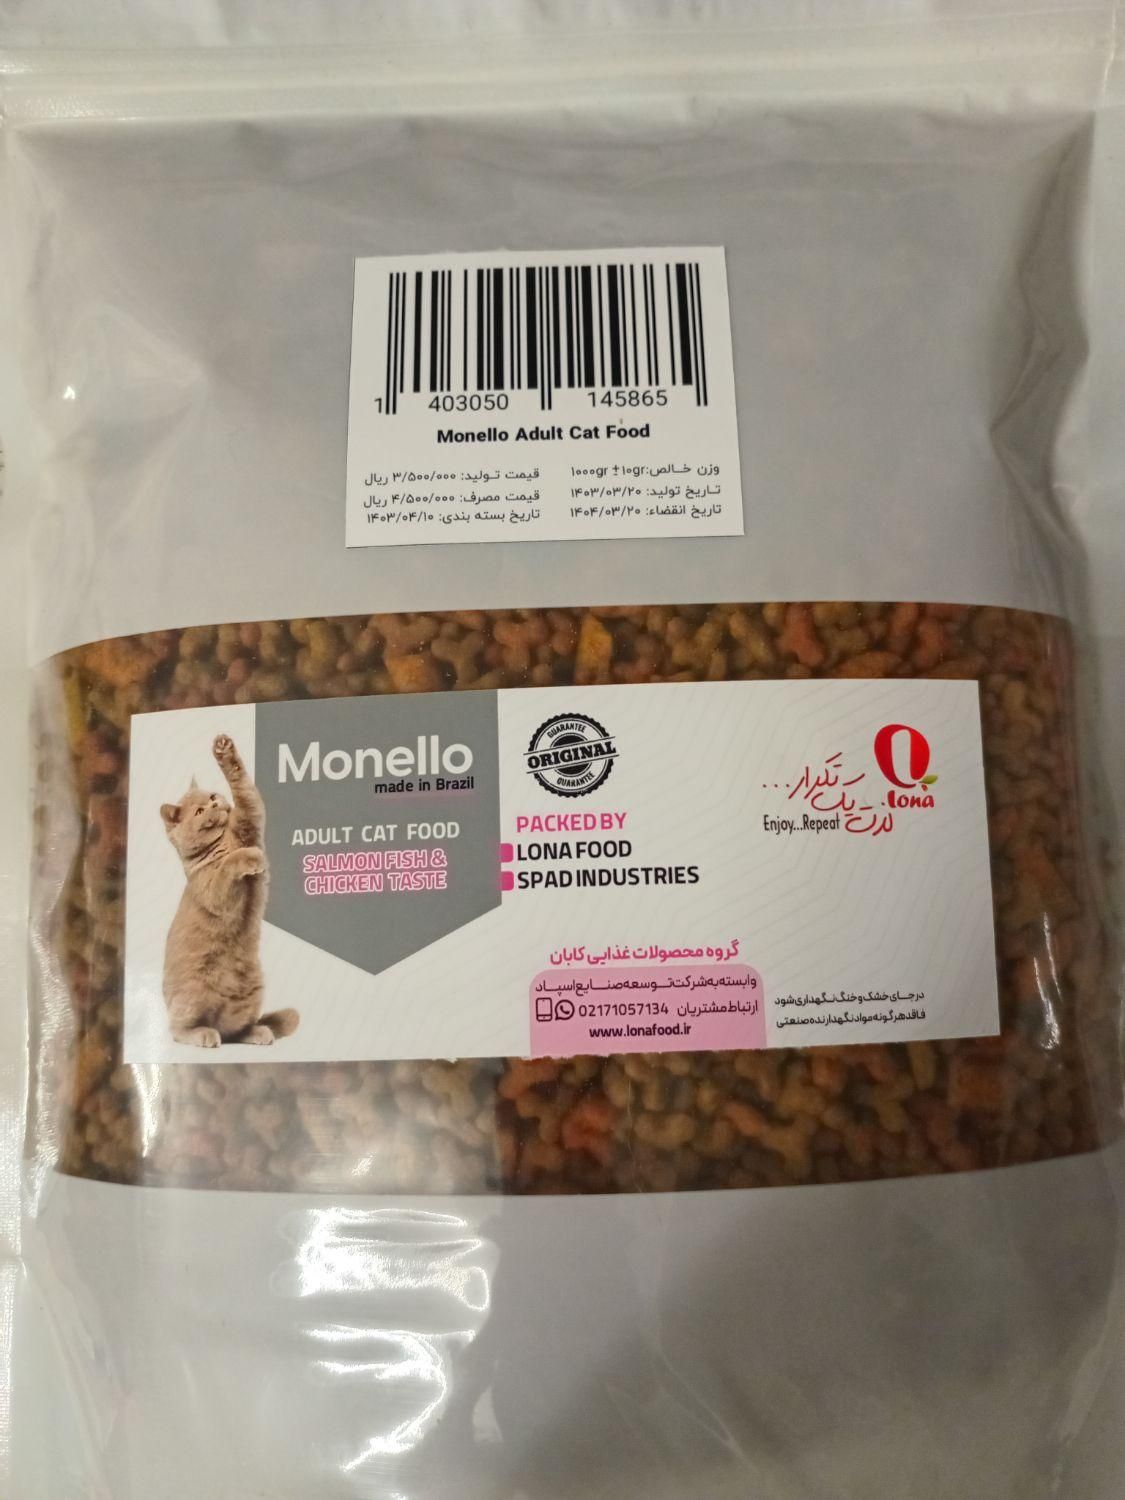 1 403050 145865
Monello Adult Cat Food
وزن خالص:۱۰۰۰gr ±۱۰gr
قیمت تولید: ۳/۵۰۰/۰۰۰ ریال
تاریخ تولید: ۱۴۰۳/۰۳/۲۰
قیمت مصرف: ۴/۵۰۰/۰۰۰ ریال
تاریخ انقضاء: ۱۴۰۴/۰۳/۲۰
تاریخ بسته بندی: ۱۴۰۳/۰۴/۱۰
Monello
made in Brazil
ADULT CAT FOOD
SALMON FISH &
CHICKEN TASTE
GUARANTEE
ORIGINAL
GUARANTEE
PACKED BY
LONA FOOD
SPAD INDUSTRIES
lona
لذت یک تکرار...
Enjoy...Repeat
گروه محصولات غذایی کابان
وابسته به شرکت توسعه صنایع اسپاد
ارتباط مشتریان 02171057134
www.lonafood.ir
درجای خشک و خنک نگهداری شود
فاقد هرگونه مواد نگهدارنده صنعتی